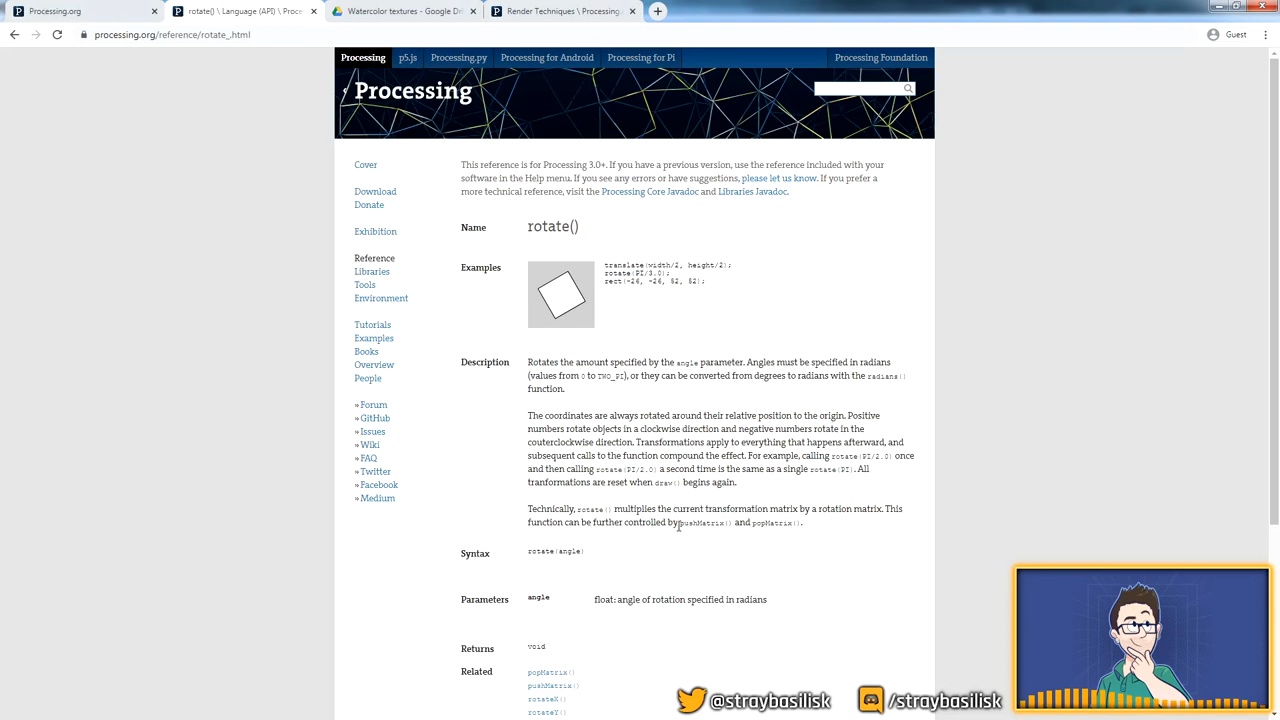 Processing.org
rotate() \ Language (API) \ Proce
Watercolor textures - Google Dri
Render Techniques \ Processing
processing.org/reference/rotate_.html
Guest
Processing
p5.js
Processing.py
Processing for Android
Processing for Pi
Processing Foundation
Processing
Cover
Download
Donate
Exhibition
Reference
Libraries
Tools
Environment
Tutorials
Examples
Books
Overview
People
» Forum
» GitHub
» Issues
» Wiki
» FAQ
» Twitter
» Facebook
» Medium
This reference is for Processing 3.0+. If you have a previous version, use the reference included with your
software in the Help menu. If you see any errors or have suggestions, please let us know. If you prefer a
more technical reference, visit the Processing Core Javadoc and Libraries Javadoc.
Name
rotate()
Examples
translate(width/2, height/2);
rotate(PI/3.0);
rect(-26, -26, 52, 52);
Description
Rotates the amount specified by the angle parameter. Angles must be specified in radians
(values from 0 to TWO_PI), or they can be converted from degrees to radians with the radians()
function.
The coordinates are always rotated around their relative position to the origin. Positive
numbers rotate objects in a clockwise direction and negative numbers rotate in the
couterclockwise direction. Transformations apply to everything that happens afterward, and
subsequent calls to the function compound the effect. For example, calling rotate(PI/2.0) once
and then calling rotate(PI/2.0) a second time is the same as a single rotate(PI). All
tranformations are reset when draw() begins again.
Technically, rotate() multiplies the current transformation matrix by a rotation matrix. This
function can be further controlled by pushMatrix() and popMatrix().
Syntax
rotate(angle)
Parameters
angle
float: angle of rotation specified in radians
Returns
void
Related
popMatrix()
pushMatrix()
rotateX()
rotateY()
@straybasilisk
/straybasilisk